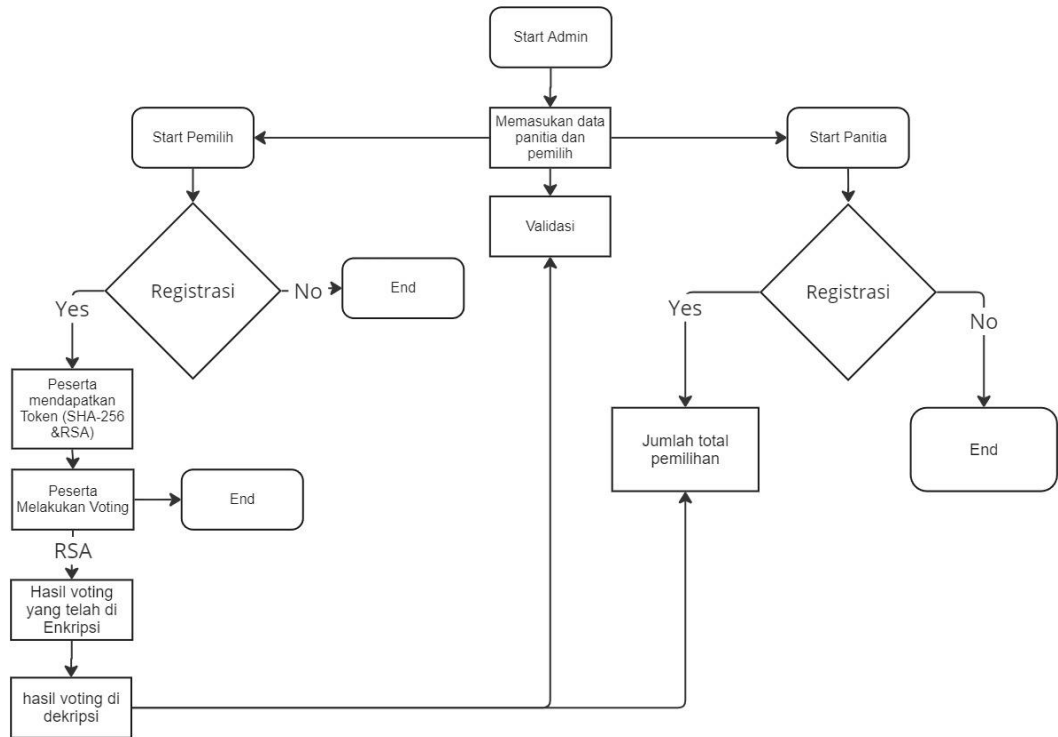 Start Admin
Start Pemilih
Memasukan data
panitia dan
pemilih
Start Panitia
Validasi
Registrasi
No
End
Yes
Registrasi
Yes
No
Peserta
mendapatkan
Token (SHA-256
&RSA)
Jumlah total
pemilihan
End
Peserta
Melakukan Voting
End
RSA
Hasil voting
yang telah di
Enkripsi
hasil voting di
dekripsi